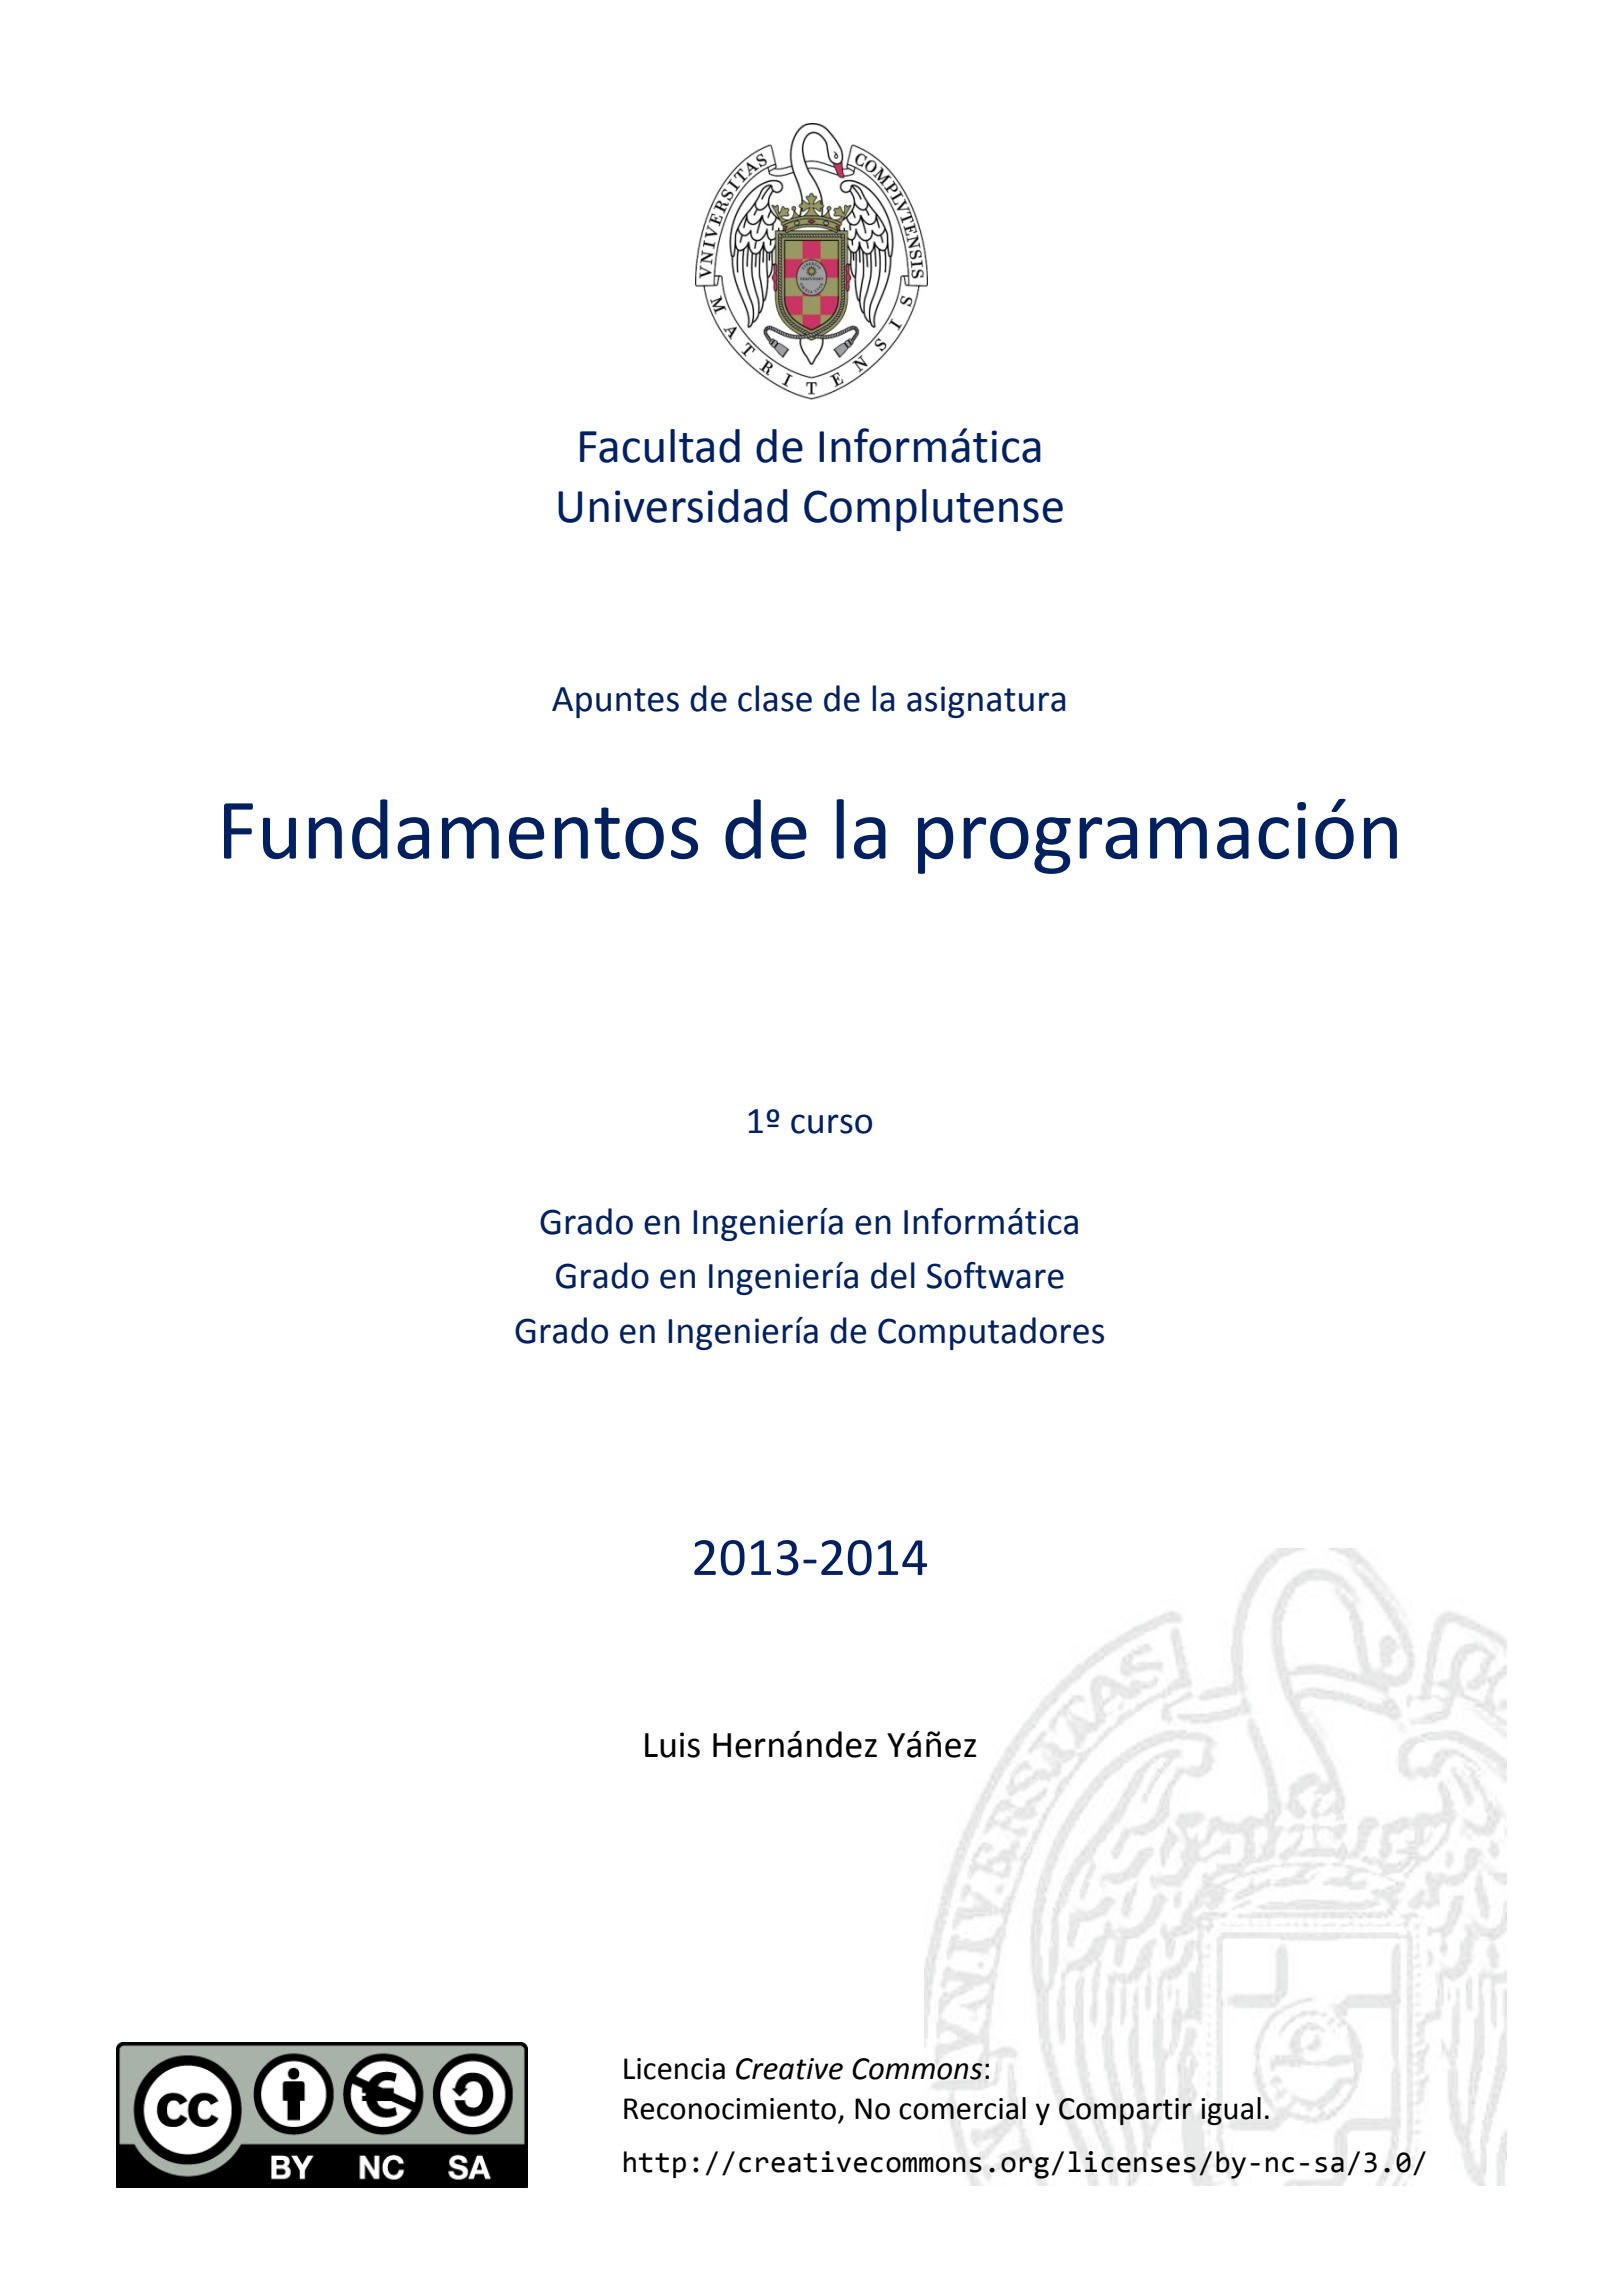 VNIVERSITAS COMPLVTENSIS
MATRITENSIS
Facultad de Informática
Universidad Complutense
Apuntes de clase de la asignatura
Fundamentos de la programación
1º curso
Grado en Ingeniería en Informática
Grado en Ingeniería del Software
Grado en Ingeniería de Computadores
2013-2014
Luis Hernández Yáñez
VNIVERSITAS
cc
BY NC SA
Licencia Creative Commons:
Reconocimiento, No comercial y Compartir igual.
http://creativecommons.org/licenses/by-nc-sa/3.0/